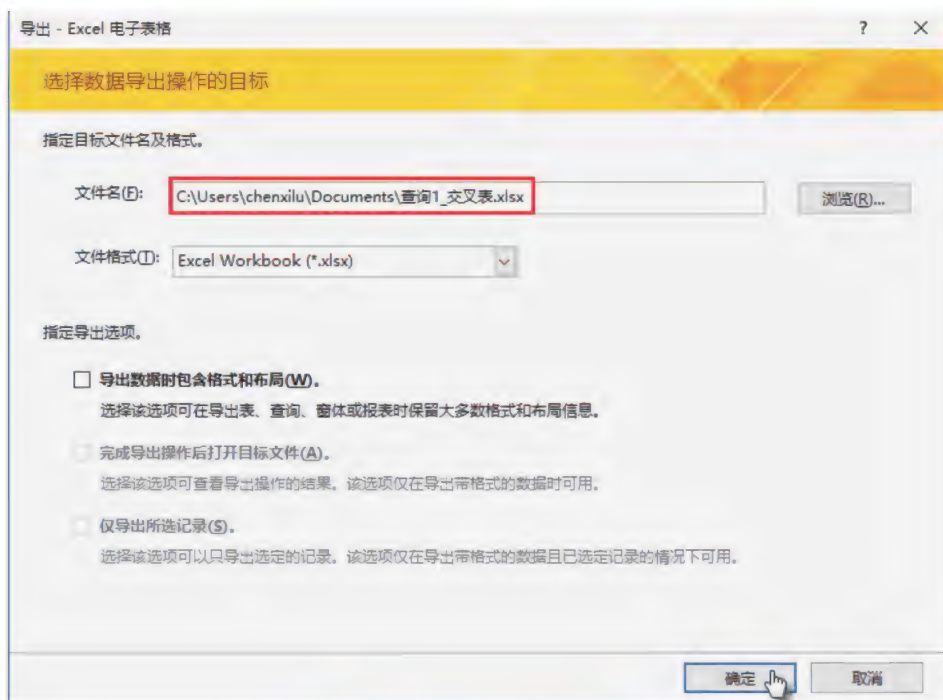 导出 - Excel 电子表格
?
选择数据导出操作的目标
指定目标文件名及格式。
文件名(F): C:\Users\chenxilu\Documents\查询1_交叉表.xlsx 浏览(R)...
文件格式(T): Excel Workbook (*.xlsx)
指定导出选项。
导出数据时包含格式和布局(W)。
选择该选项可在导出表、查询、窗体或报表时保留大多数格式和布局信息。
完成导出操作后打开目标文件(A)。
选择该选项可查看导出操作的结果。该选项仅在导出带格式的数据时可用。
仅导出所选记录(S)。
选择该选项可以只导出选定的记录。该选项仅在导出带格式的数据且已选定记录的情况下可用。
确定 取消